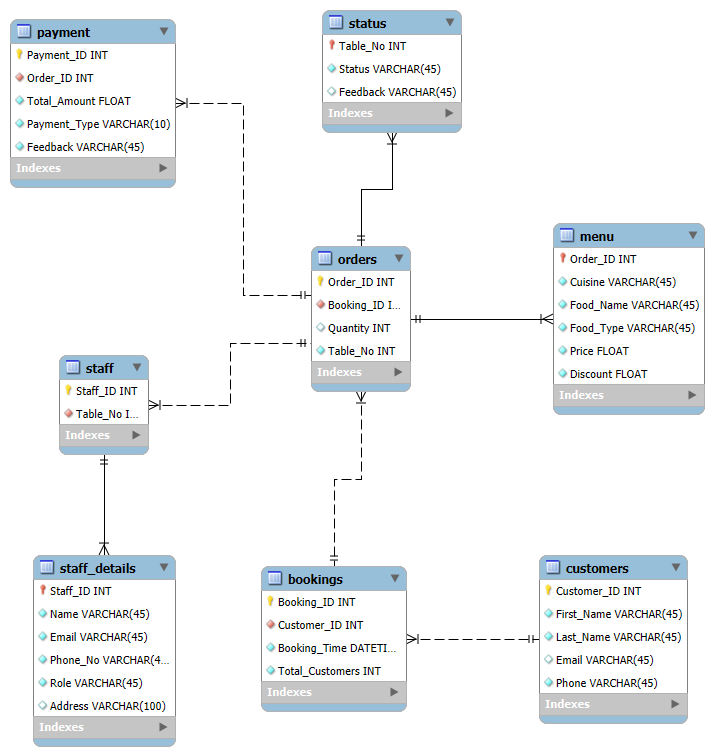 payment
Payment_ID INT
Order_ID INT
Total_Amount FLOAT
Payment_Type VARCHAR(10)
Feedback VARCHAR(45)
Indexes
status
Table_No INT
Status VARCHAR(45)
Feedback VARCHAR(45)
Indexes
orders
Order_ID INT
Booking_ID I...
Quantity INT
Table_No INT
Indexes
menu
Order_ID INT
Cuisine VARCHAR(45)
Food_Name VARCHAR(45)
Food_Type VARCHAR(45)
Price FLOAT
Discount FLOAT
Indexes
staff
Staff_ID INT
Table_No I...
Indexes
staff_details
Staff_ID INT
Name VARCHAR(45)
Email VARCHAR(45)
Phone_No VARCHAR(4...
Role VARCHAR(45)
Address VARCHAR(100)
Indexes
bookings
Booking_ID INT
Customer_ID INT
Booking_Time DATETI...
Total_Customers INT
Indexes
customers
Customer_ID INT
First_Name VARCHAR(45)
Last_Name VARCHAR(45)
Email VARCHAR(45)
Phone VARCHAR(45)
Indexes